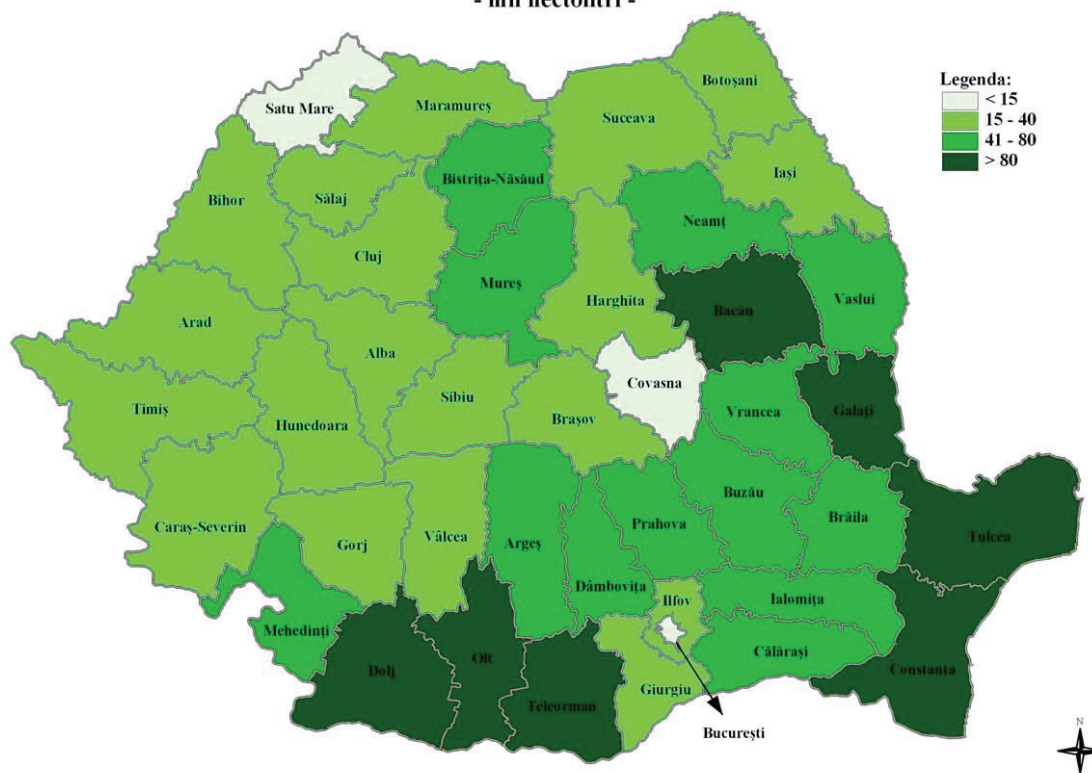 Legenda:
< 15
15 - 40
41 - 80
> 80
Botoșani
Satu Mare
Maramureș
Suceava
Iași
Bistrița-Năsăud
Bihor
Sălaj
Neamț
Cluj
Mureș
Harghita
Vaslui
Bacău
Arad
Alba
Covasna
Sibiu
Timiș
Hunedoara
Brașov
Vrancea
Galați
Buzău
Brăila
Caraș-Severin
Gorj
Vâlcea
Argeș
Prahova
Tulcea
Dâmbovița
Ilfov
Ialomița
Mehedinți
Călărași
Olt
Dolj
Constanța
Giurgiu
Teleorman
București
N